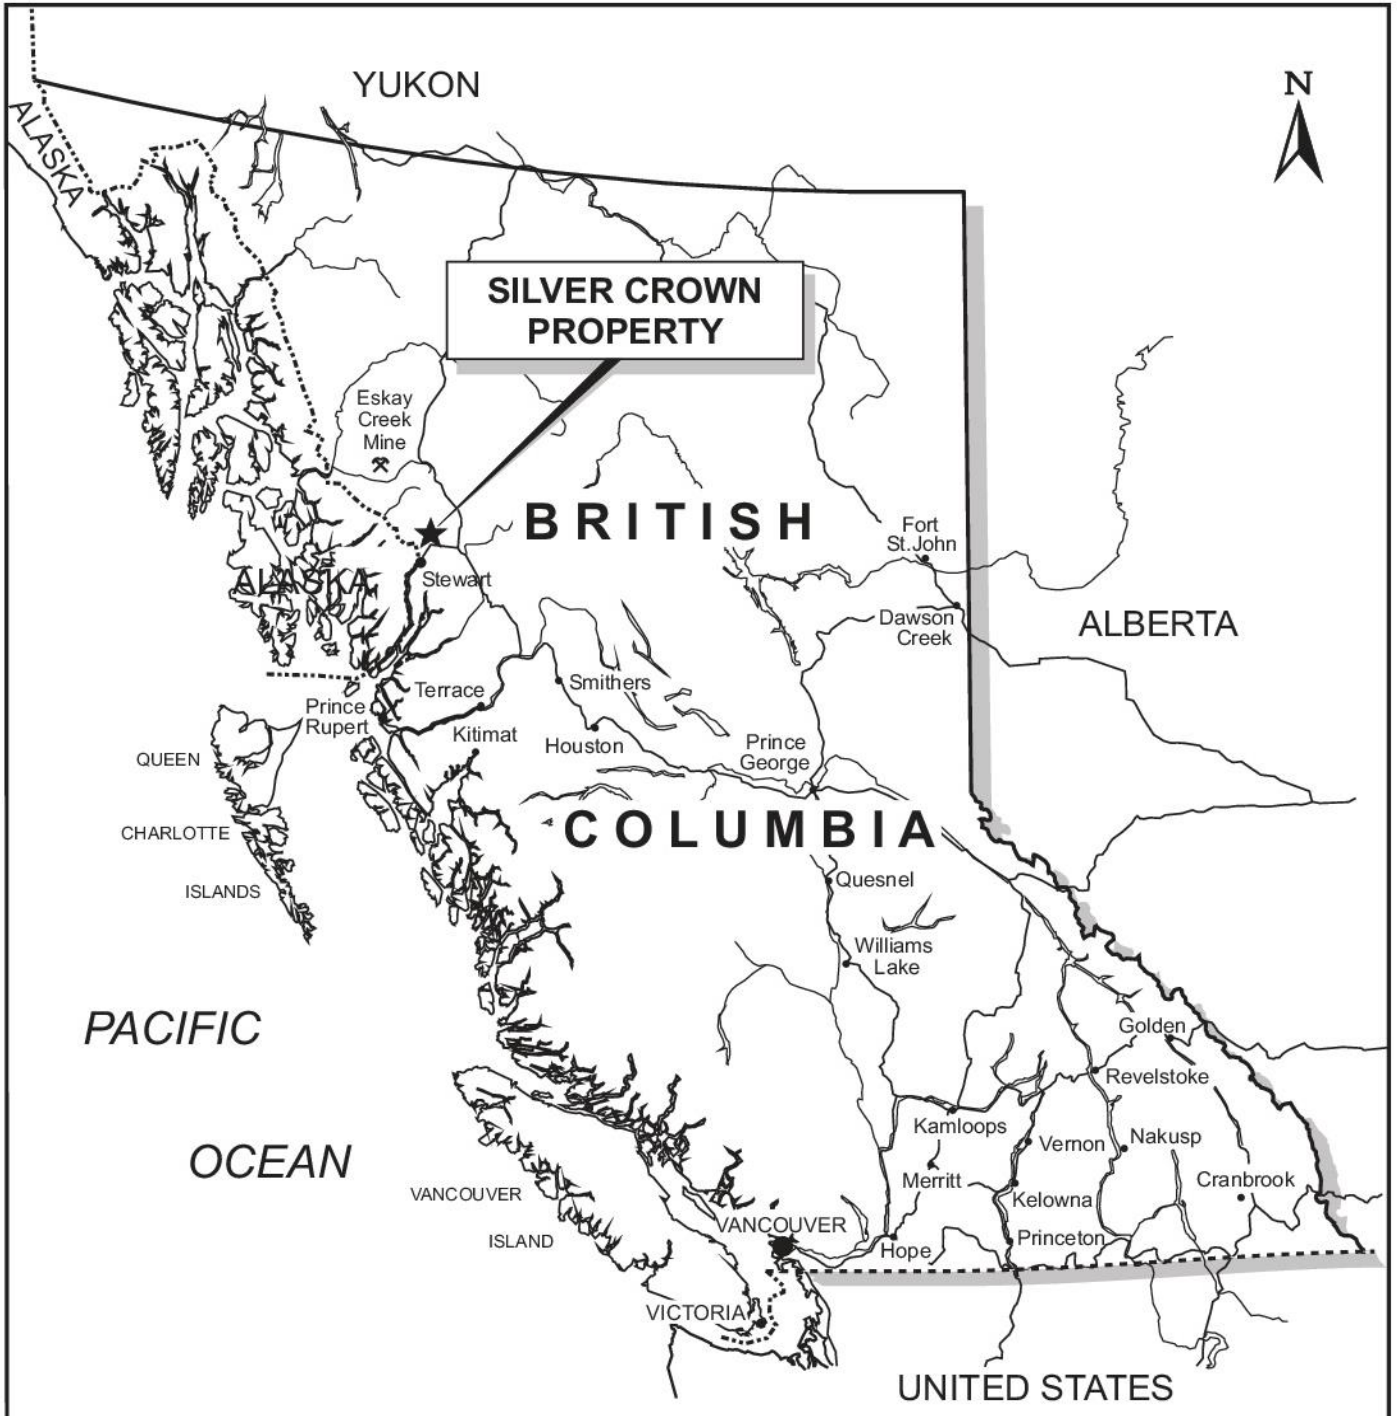 YUKON
N
ALASKA
SILVER CROWN
PROPERTY
Eskay
Creek
Mine
BRITISH
Fort
St.John
ALASKA
Stewart
Dawson
Creek
ALBERTA
Smithers
Terrace
Prince
Rupert
Kitimat
Houston
Prince
George
QUEEN
CHARLOTTE
ISLANDS
COLUMBIA
Quesnel
Williams
Lake
PACIFIC
OCEAN
Golden
Revelstoke
Kamloops
Vernon
Nakusp
Merritt
Kelowna
Cranbrook
VANCOUVER
ISLAND
VANCOUVER
Hope
Princeton
VICTORIA
UNITED STATES